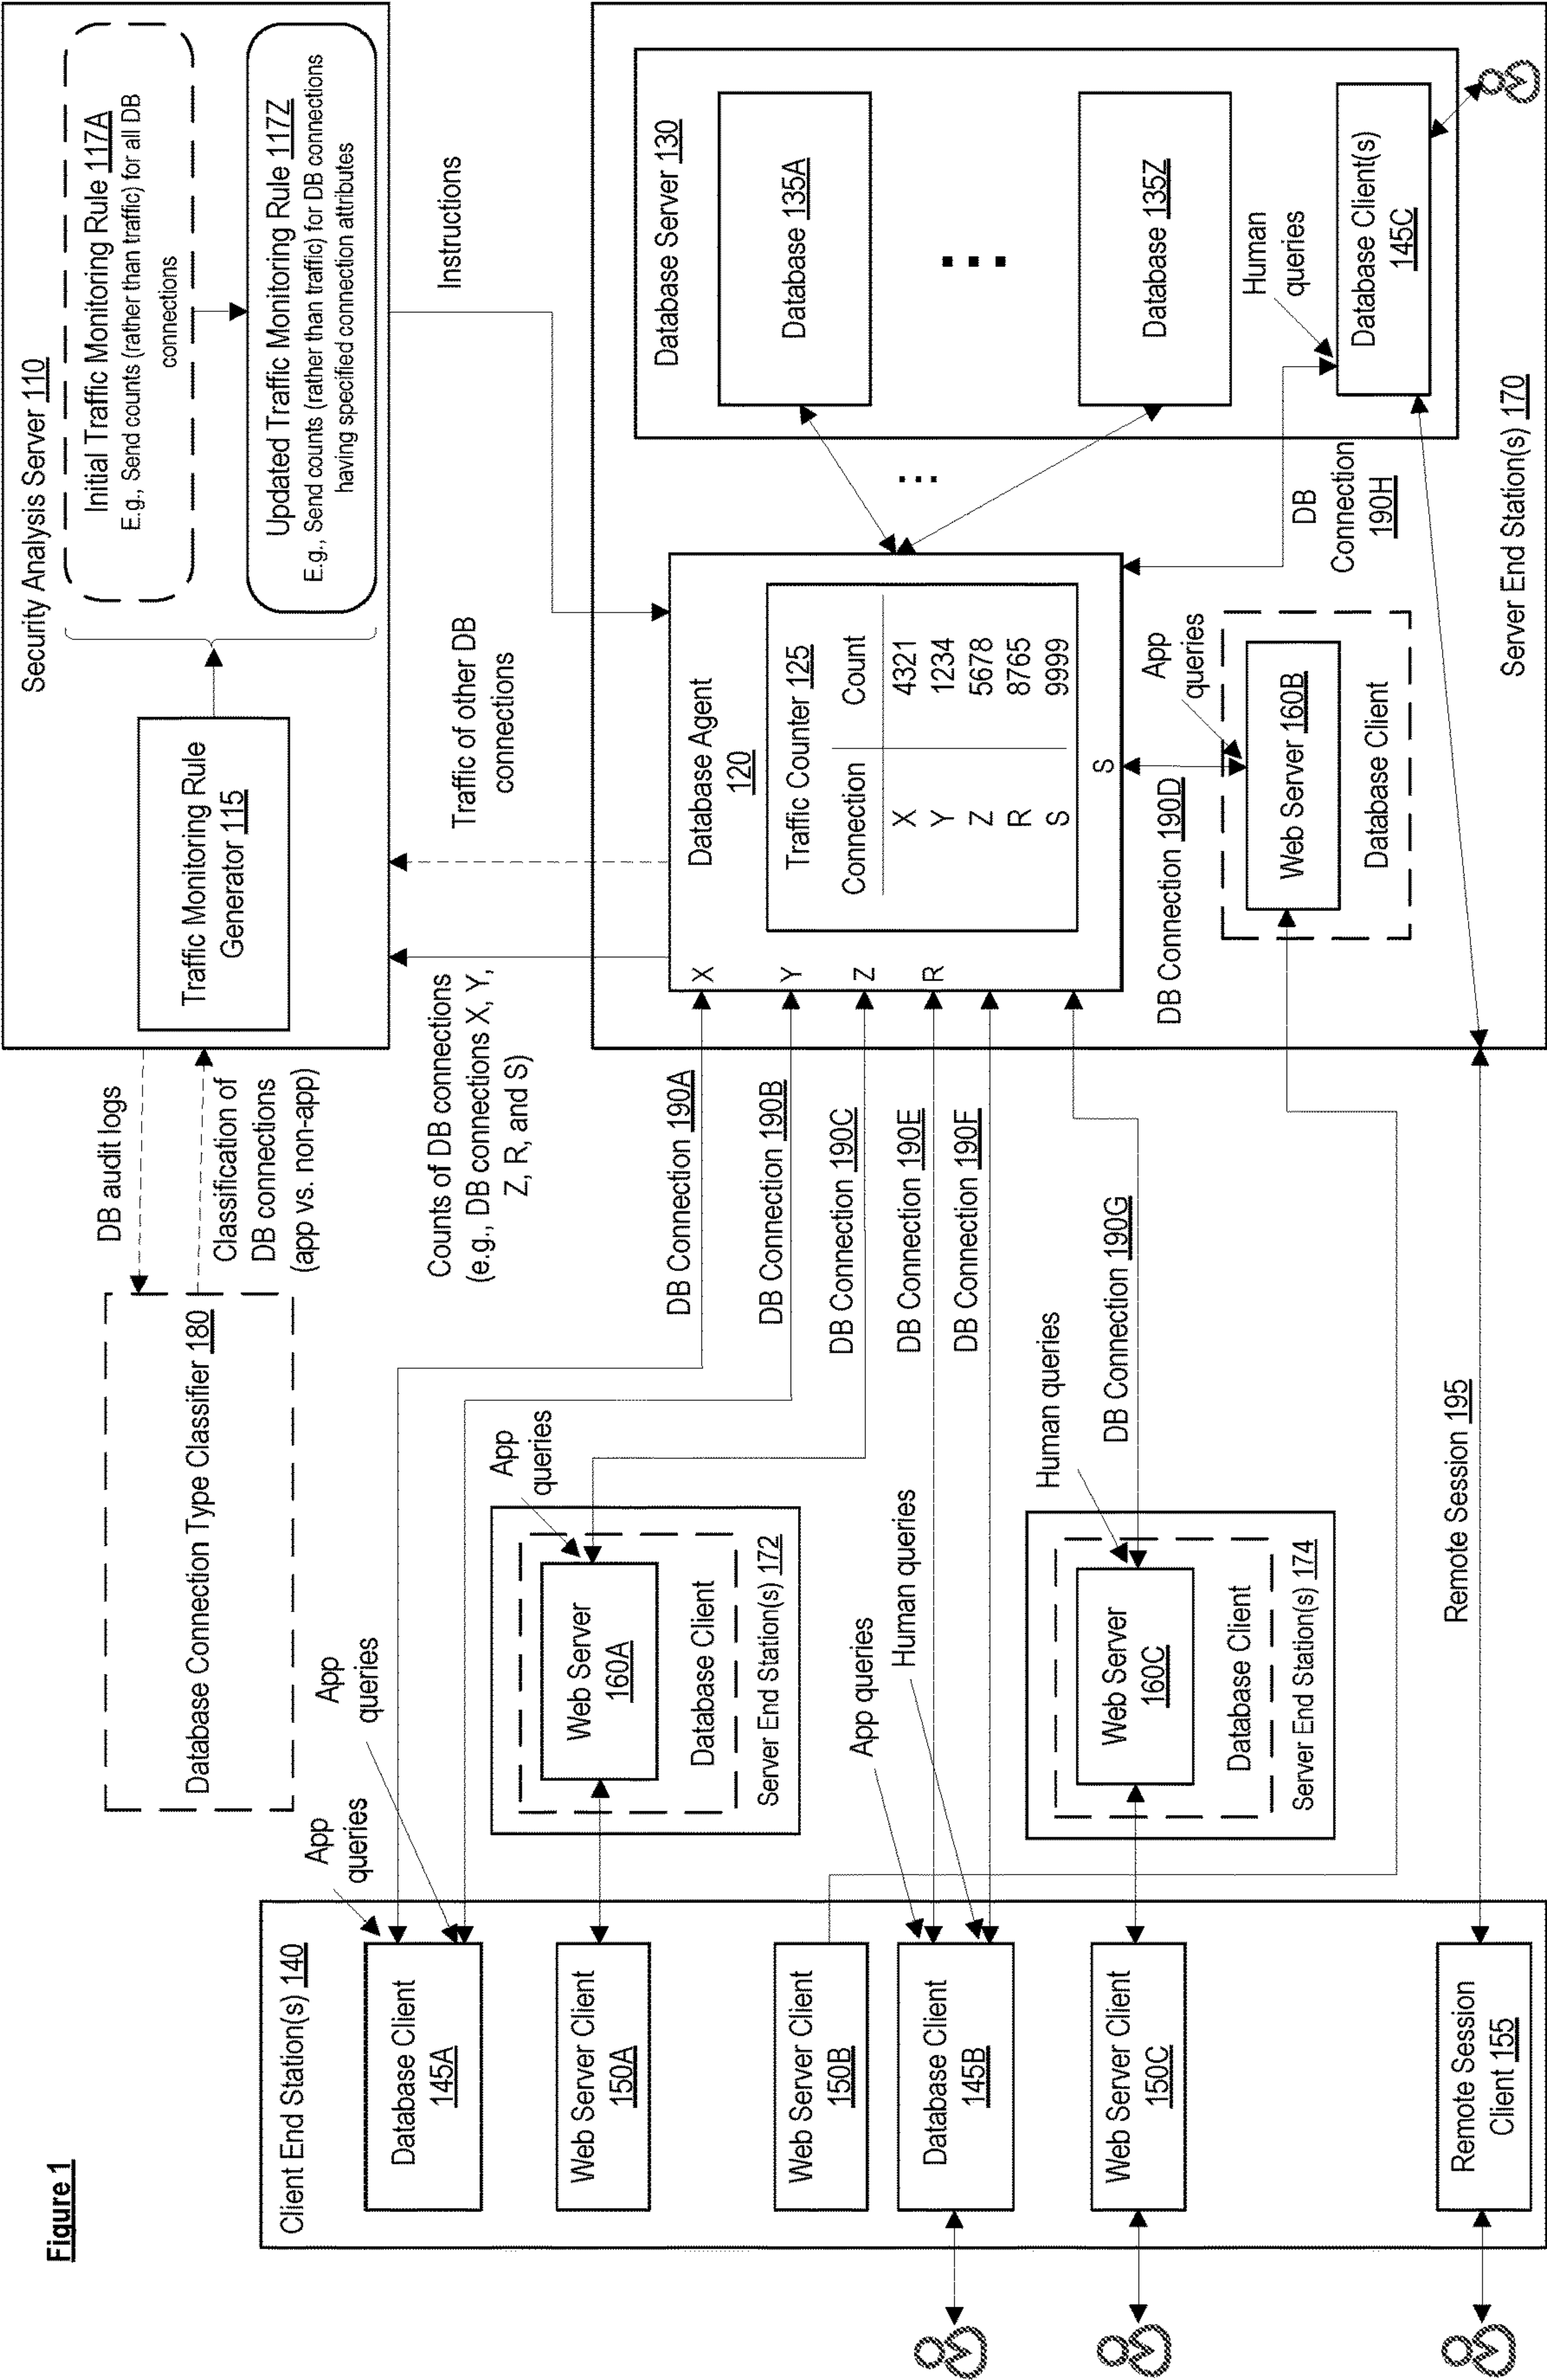 Figure 1
Security Analysis Server 110
Initial Traffic Monitoring Rule 117A
E.g., Send counts (rather than traffic) for all DB
connections
Updated Traffic Monitoring Rule 117Z
E.g., Send counts (rather than traffic) for DB connections
having specified connection attributes
Traffic Monitoring Rule
Generator 115
DB audit logs
Classification of
DB connections
(app vs. non-app)
Database Connection Type Classifier 180
Instructions
Traffic of other DB
connections
Counts of DB connections
(e.g., DB connections X, Y,
Z, R, and S)
Client End Station(s) 140
Database Client
145A
Web Server Client
150A
Web Server Client
150B
Database Client
145B
Web Server Client
150C
Remote Session
Client 155
App
queries
App
queries
App
queries
Web Server
160A
Database Client
Server End Station(s) 172
App queries
Human queries
Human queries
Web Server
160C
Database Client
Server End Station(s) 174
DB Connection 190A
DB Connection 190B
DB Connection 190C
DB Connection 190E
DB Connection 190F
DB Connection 190G
Remote Session 195
Database Agent
120
X
Y
Z
R
S
Traffic Counter 125
Connection Count
X 4321
Y 1234
Z 5678
R 8765
S 9999
DB Connection 190D
App
queries
Web Server 160B
Database Client
DB
Connection
190H
Database Server 130
Database 135A
Database 135Z
Human
queries
Database Client(s)
145C
Server End Station(s) 170